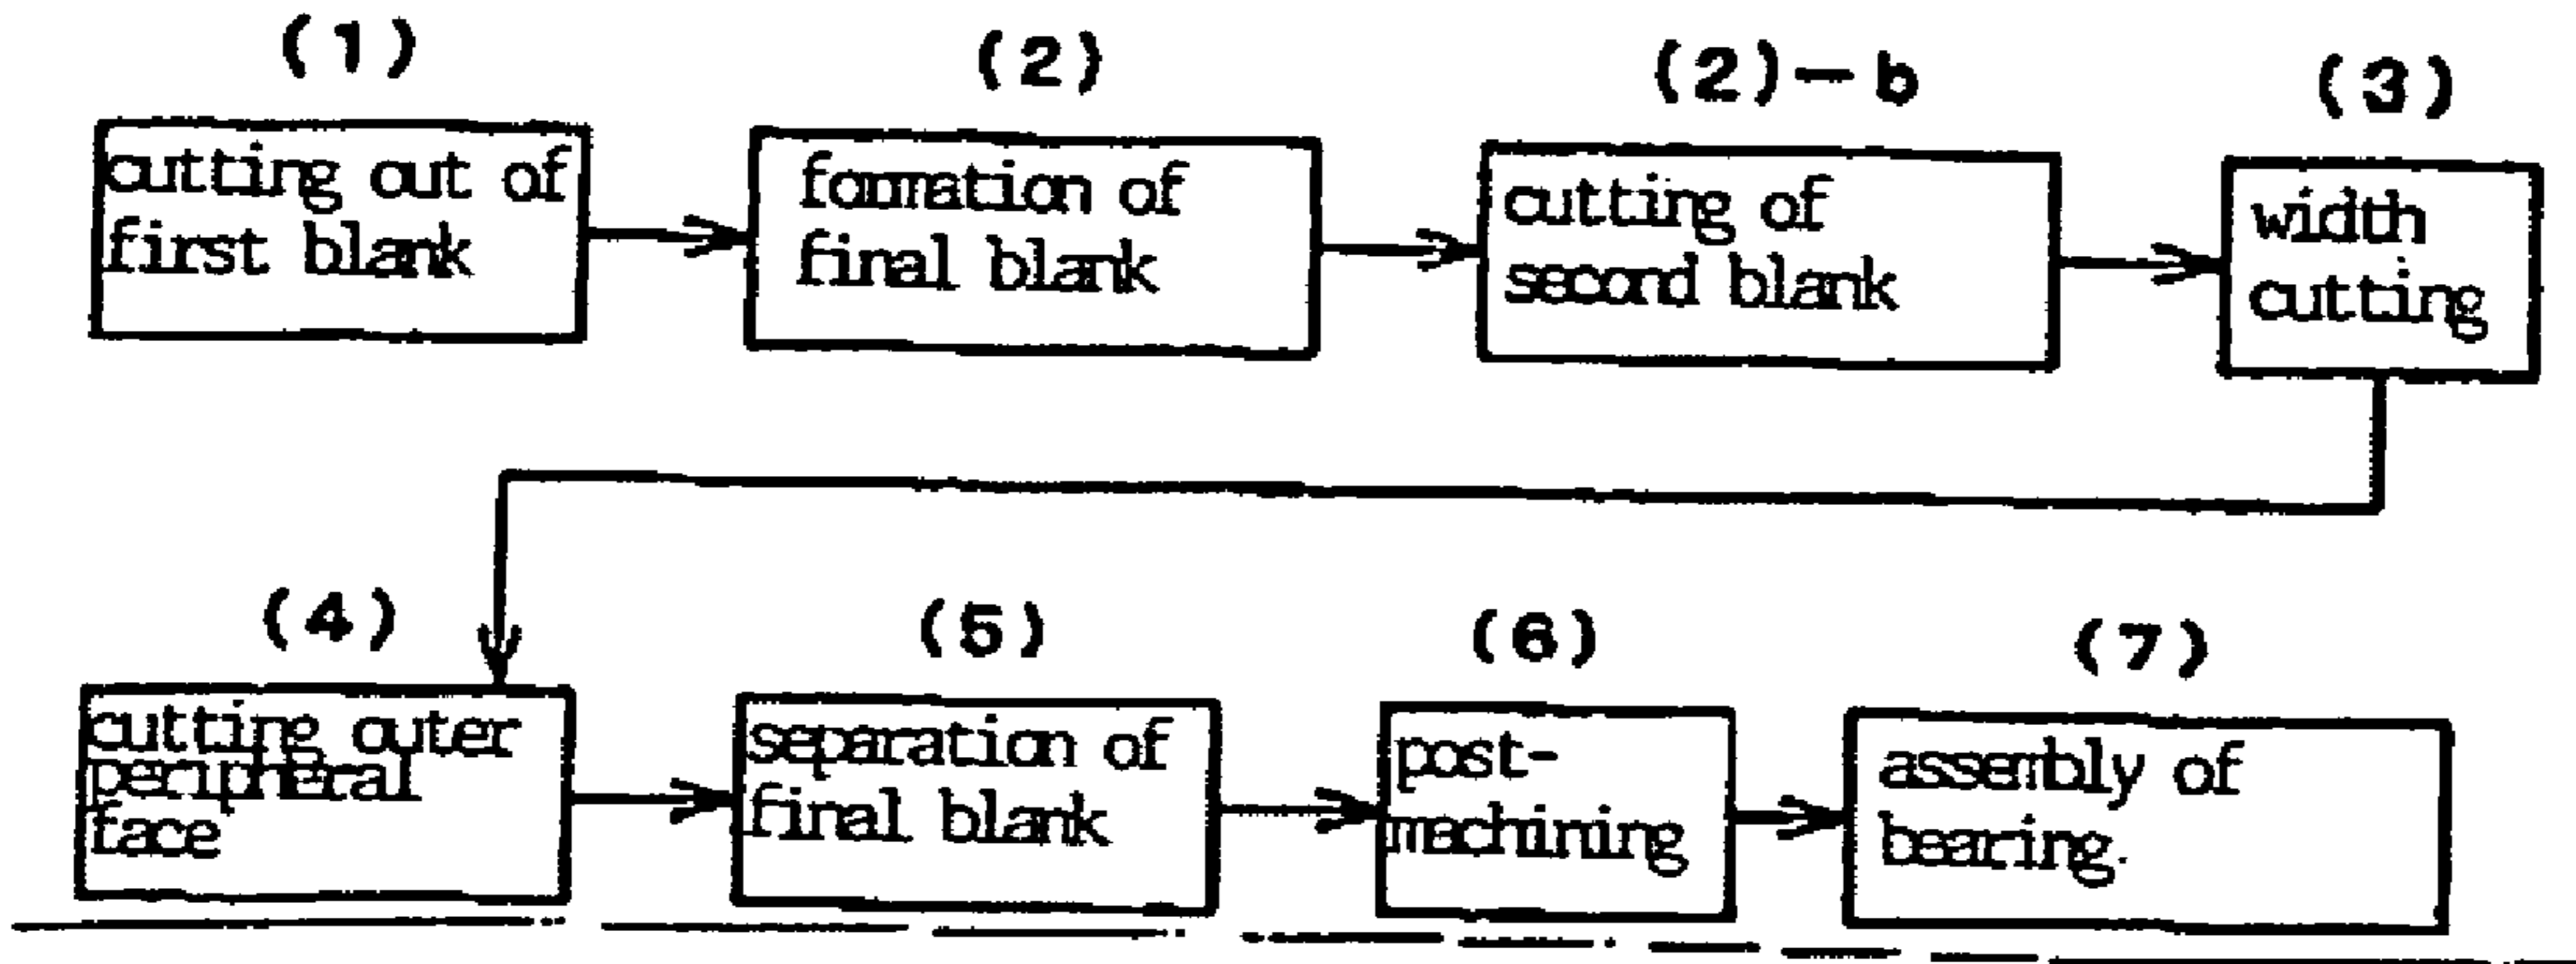 (1)
(2)
(2)-b
(3)
cutting out of
first blank
formation of
final blank
cutting of
second blank
width
cutting
(4)
(5)
(6)
(7)
cutting outer
peripheral
face
separation of
final blank
post-
machining
assembly of
bearing